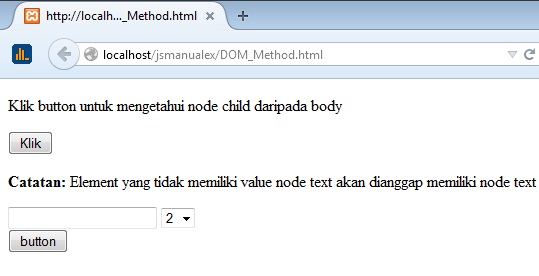 http://localh..._Method.html
localhost/jsmanualex/DOM_Method.html
Klik button untuk mengetahui node child daripada body
Klik
Catatan: Element yang tidak memiliki value node text akan dianggap memiliki node text
2
button